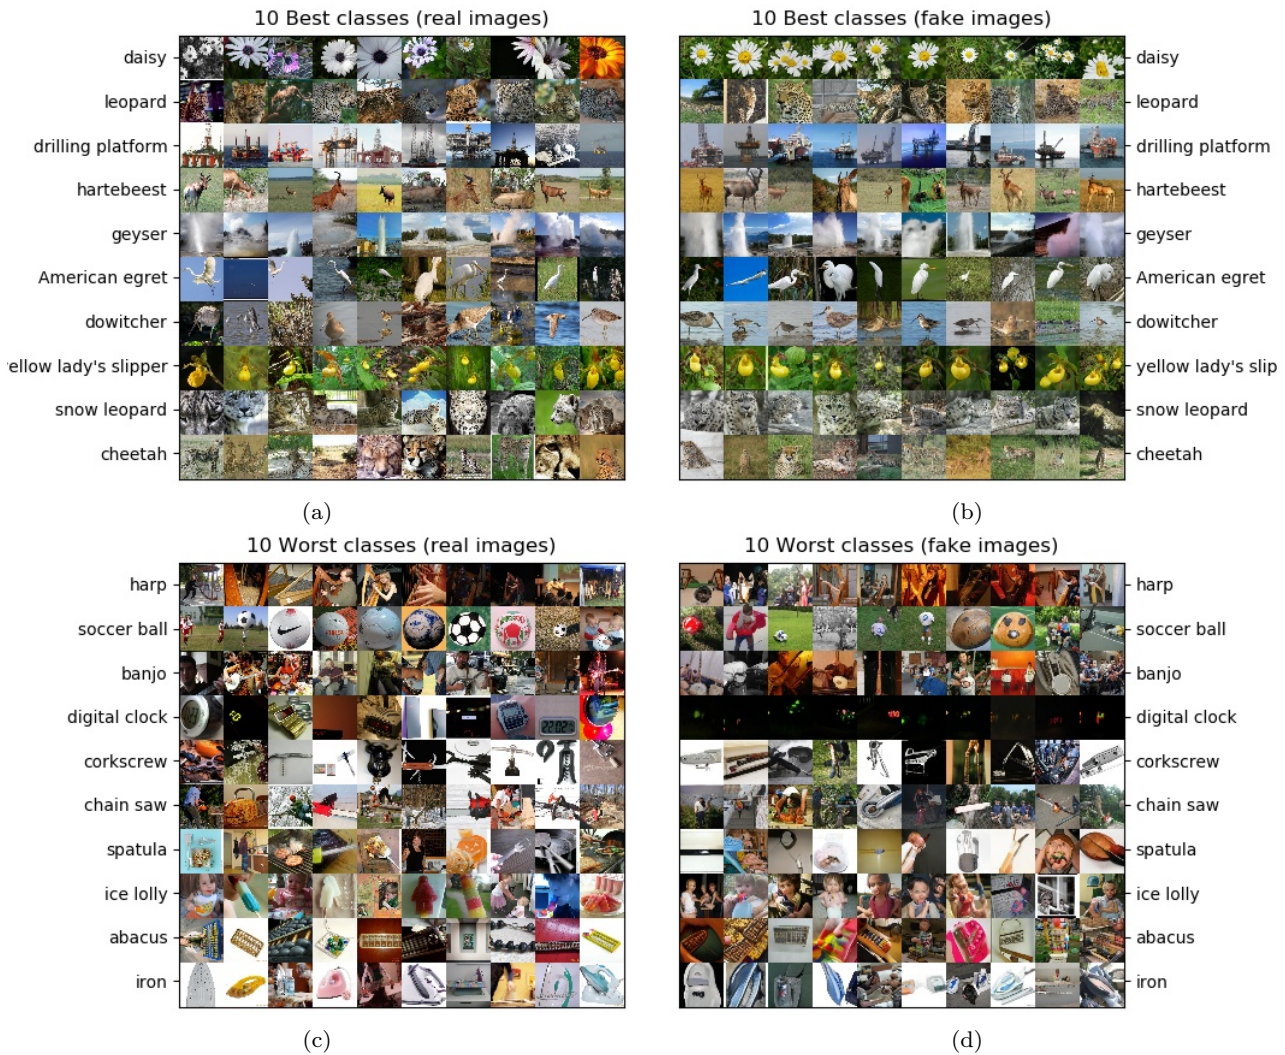 10 Best classes (real images)
daisy
leopard
drilling platform
hartebeest
geyser
American egret
dowitcher
ellow lady's slipper
snow leopard
cheetah
(a)
10 Best classes (fake images)
daisy
leopard
drilling platform
hartebeest
geyser
American egret
dowitcher
yellow lady's slip
snow leopard
cheetah
(b)
10 Worst classes (real images)
harp
soccer ball
banjo
digital clock
corkscrew
chain saw
spatula
ice lolly
abacus
iron
(c)
10 Worst classes (fake images)
harp
soccer ball
banjo
digital clock
corkscrew
chain saw
spatula
ice lolly
abacus
iron
(d)